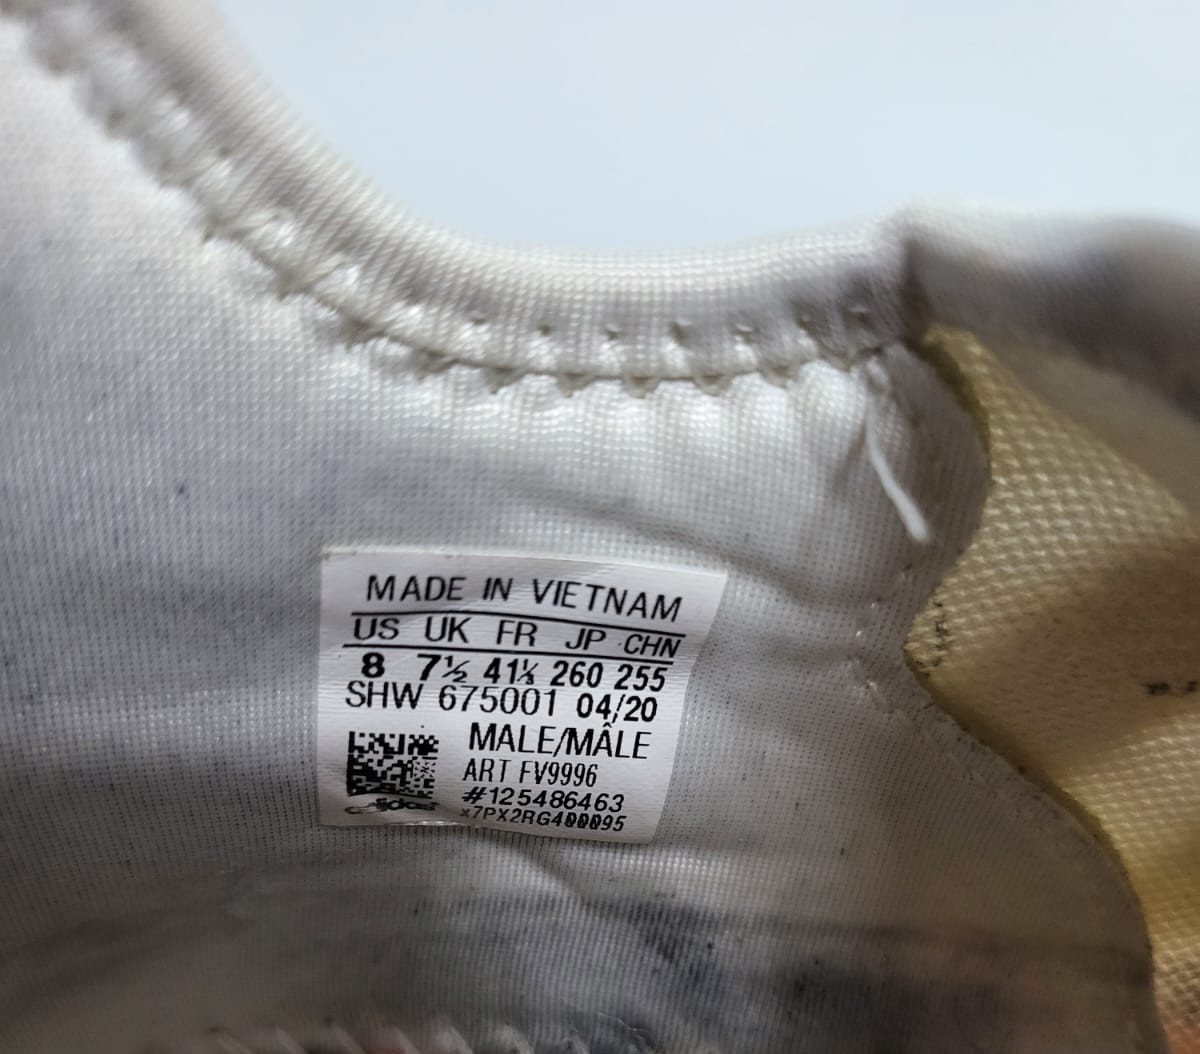 MADE IN VIETNAM
US UK FR JP CHN
8 7½ 41⅓ 260 255
SHW 675001 04/20
MALE/MÂLE
ART FV9996
#125486463
adidas